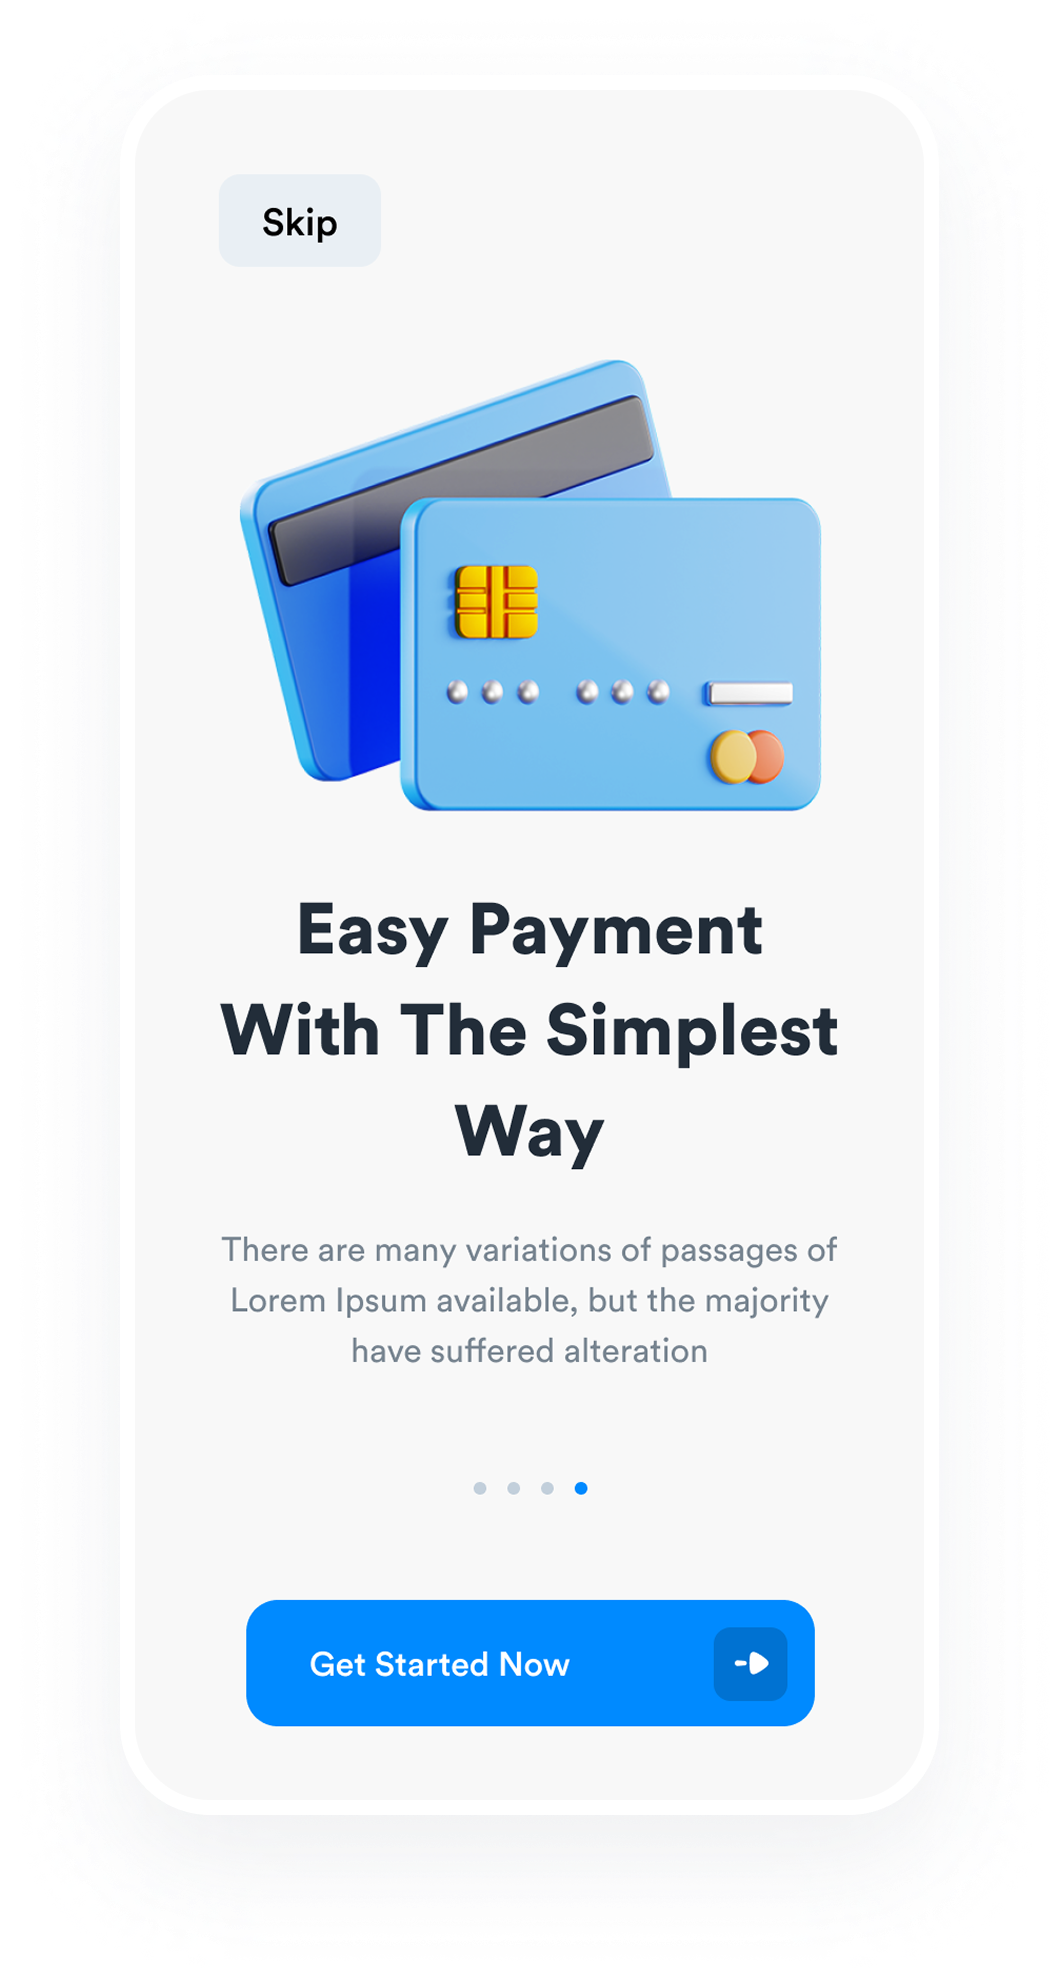 Skip
Easy Payment
With The Simplest
Way
There are many variations of passages of
Lorem Ipsum available, but the majority
have suffered alteration
Get Started Now